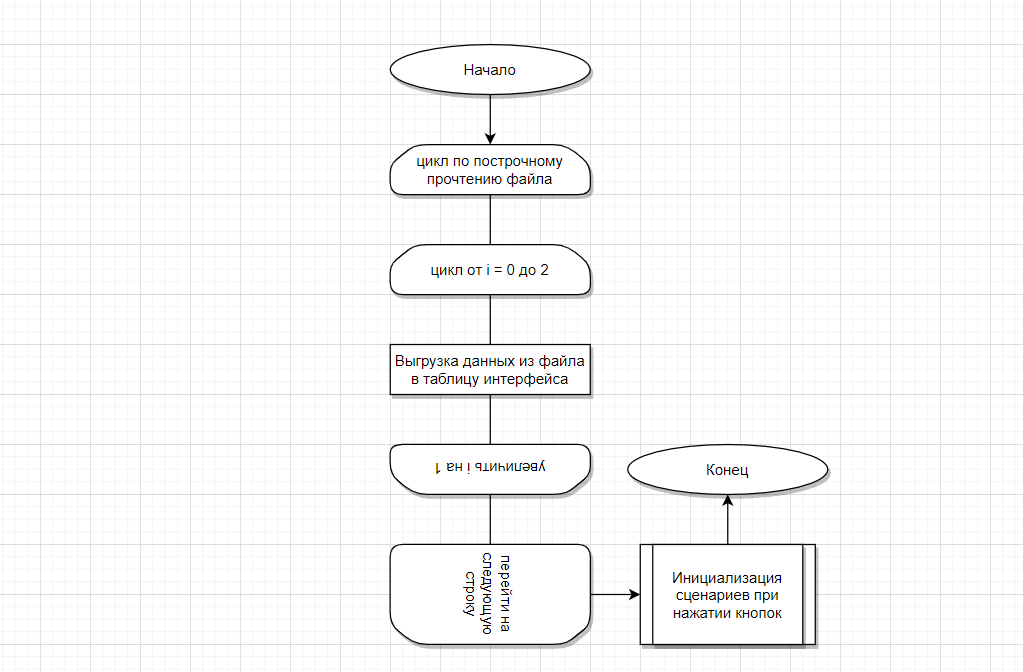 Начало
цикл по построчному
прочтению файла
цикл от i = 0 до 2
Выгрузка данных из файла
в таблицу интерфейса
увеличить i на 1
перейти на
следующую
строку
Конец
Инициализация
сценариев при
нажатии кнопок